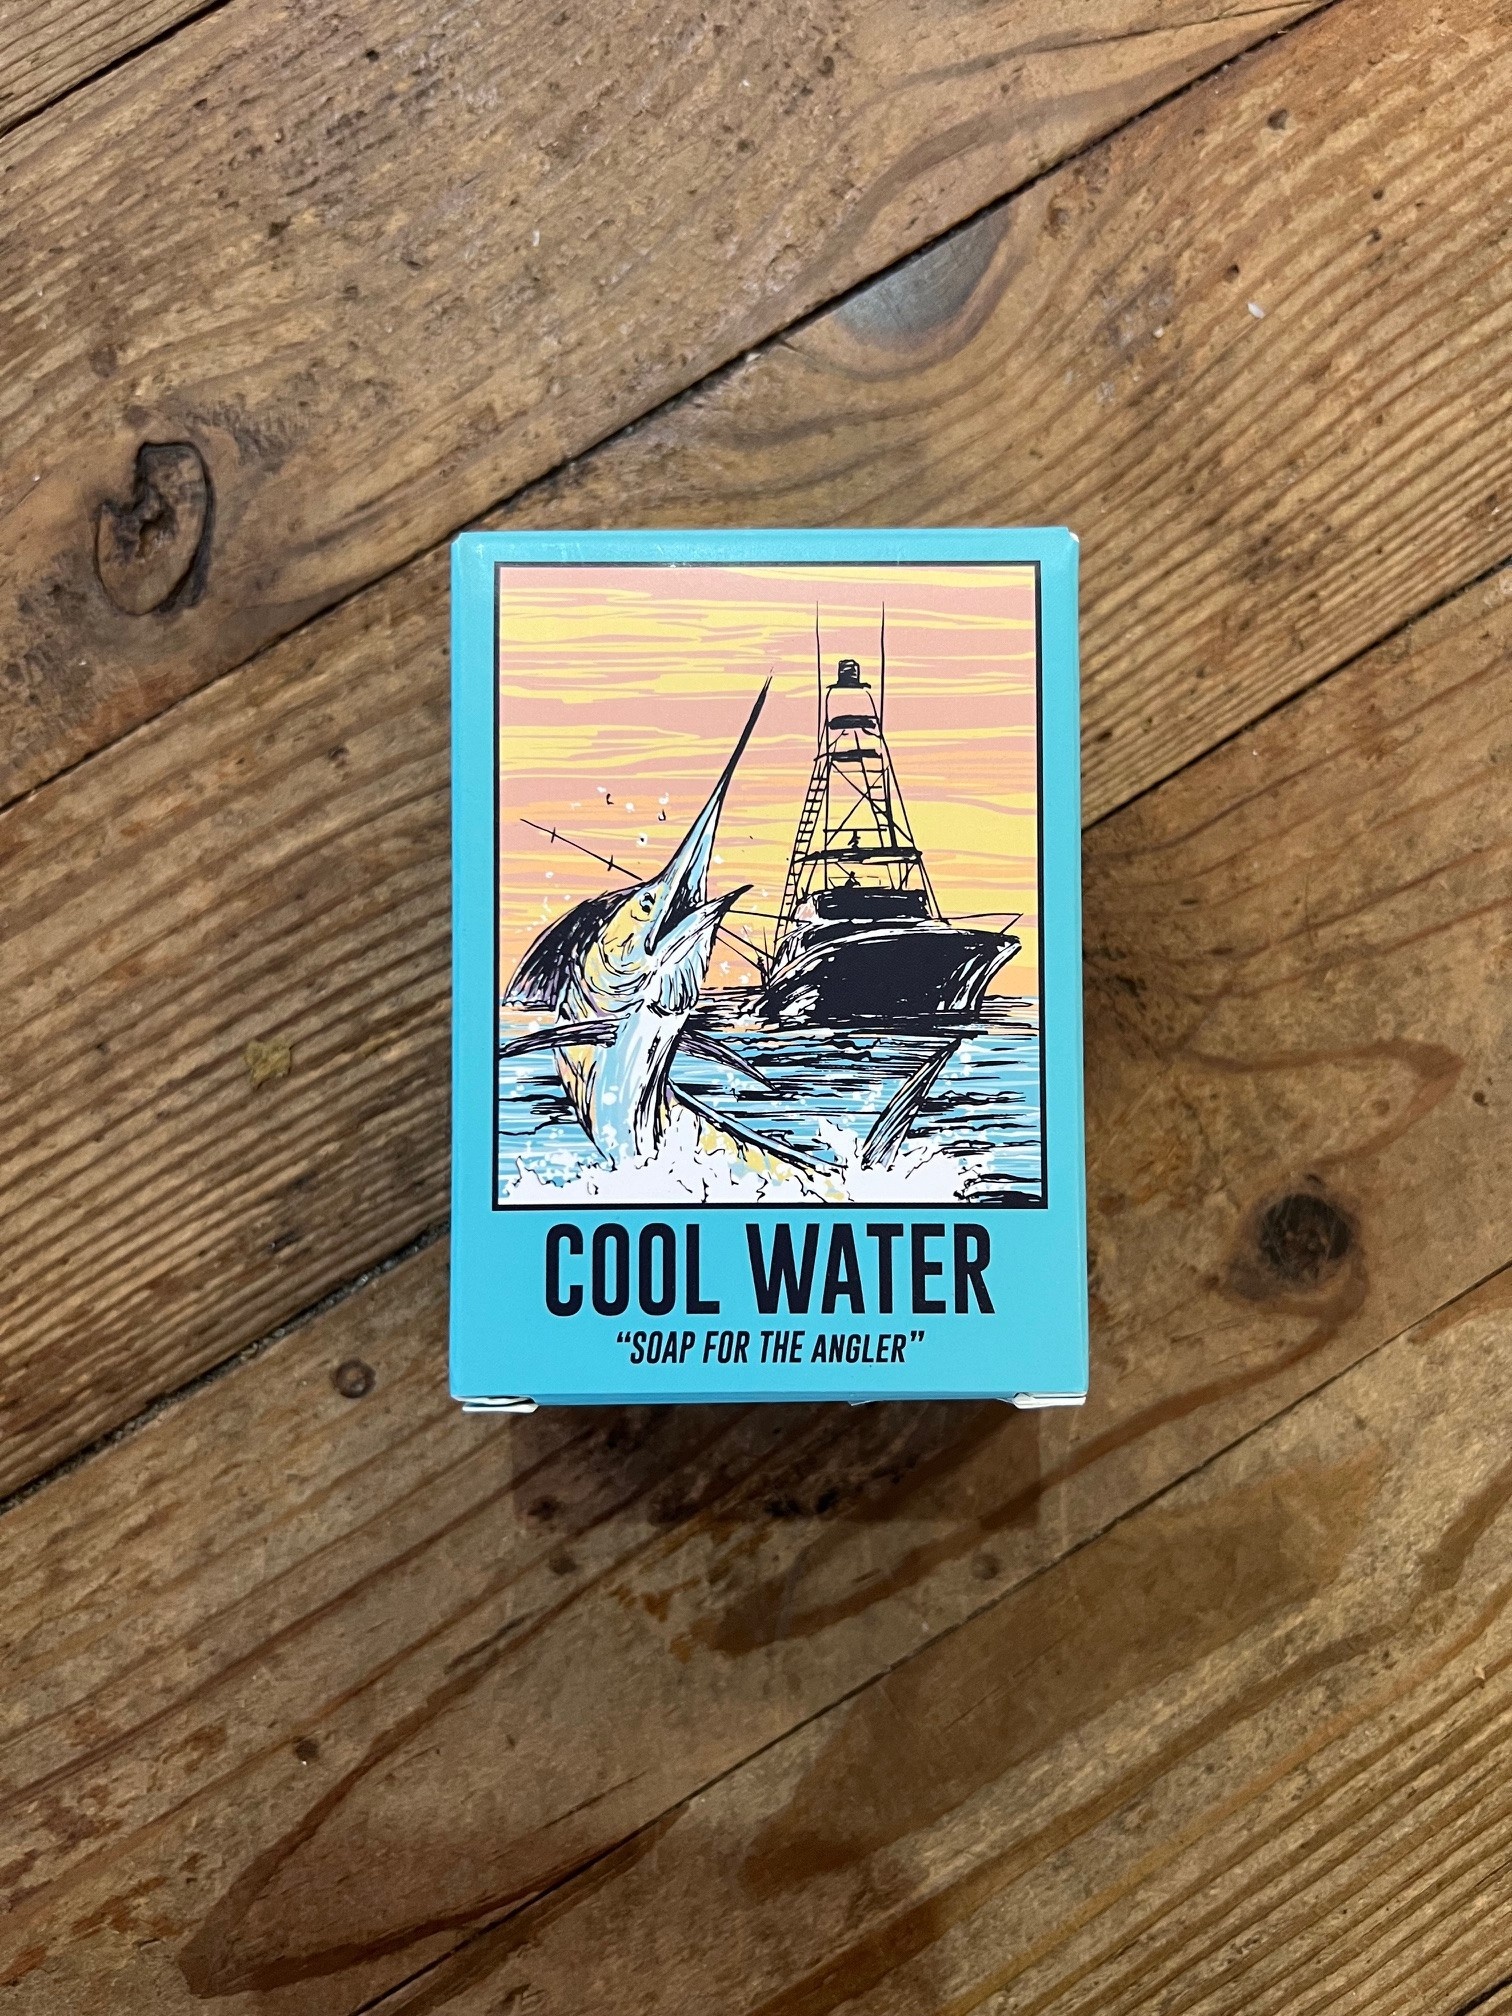 COOL WATER
“SOAP FOR THE ANGLER”